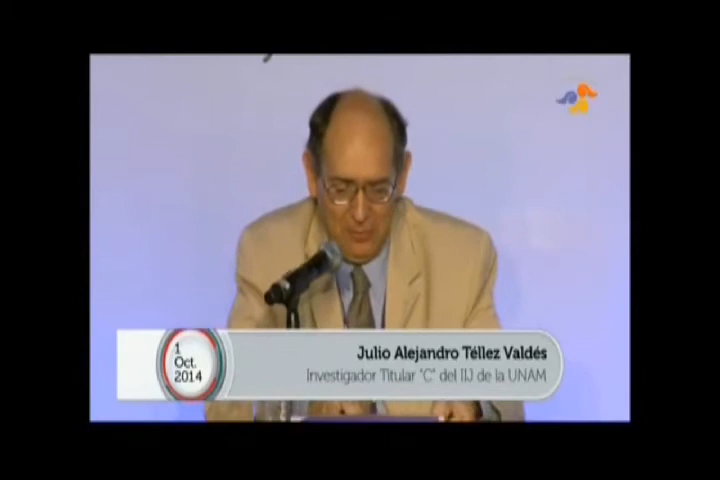 1
Oct.
2014
Julio Alejandro Téllez Valdés
Investigador Titular "C" del IIJ de la UNAM